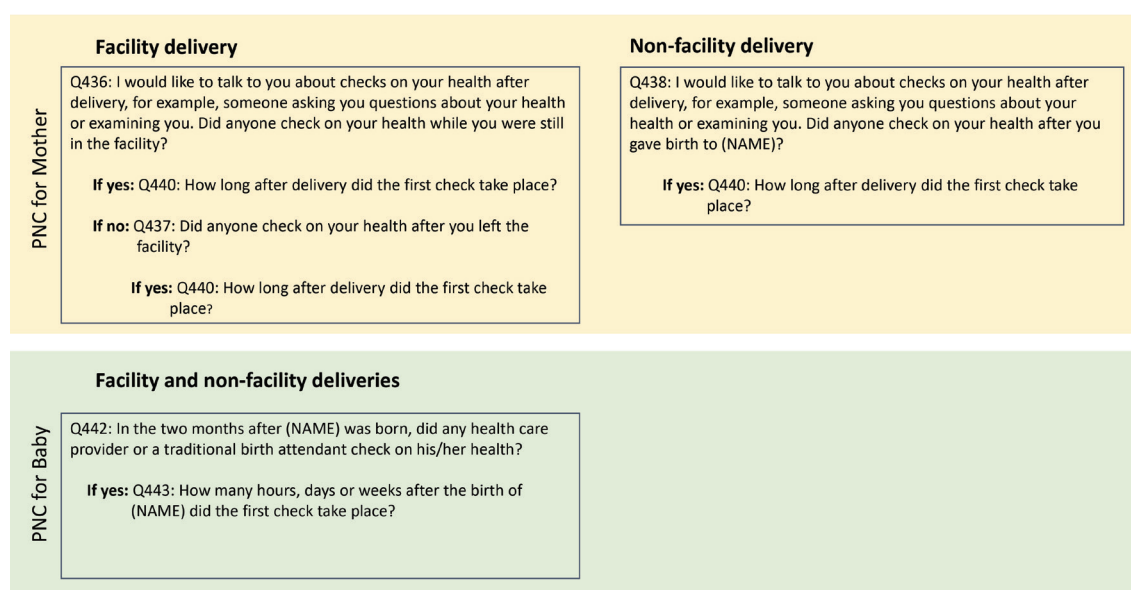 PNC for Mother
Facility delivery
Q436: I would like to talk to you about checks on your health after
delivery, for example, someone asking you questions about your health
or examining you. Did anyone check on your health while you were still
in the facility?
If yes: Q440: How long after delivery did the first check take place?
If no: Q437: Did anyone check on your health after you left the
facility?
If yes: Q440: How long after delivery did the first check take
place?
Non-facility delivery
Q438: I would like to talk to you about checks on your health after
delivery, for example, someone asking you questions about your
health or examining you. Did anyone check on your health after you
gave birth to (NAME)?
If yes: Q440: How long after delivery did the first check take
place?
PNC for Baby
Facility and non-facility deliveries
Q442: In the two months after (NAME) was born, did any health care
provider or a traditional birth attendant check on his/her health?
If yes: Q443: How many hours, days or weeks after the birth of
(NAME) did the first check take place?